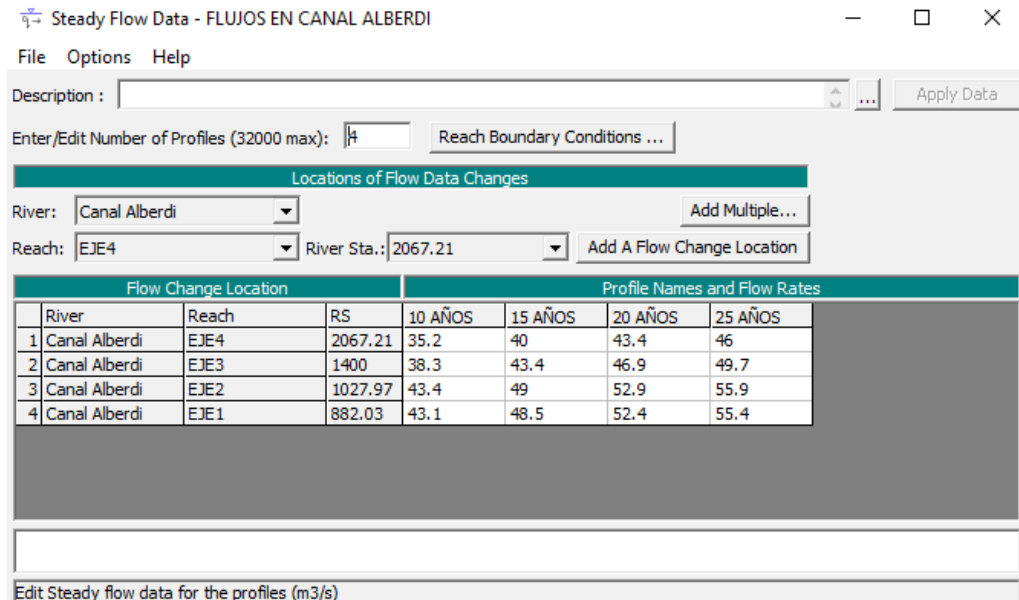 Steady Flow Data - FLUJOS EN CANAL ALBERDI
File Options Help
Description : ... Apply Data
Enter/Edit Number of Profiles (32000 max): 4 Reach Boundary Conditions ...
Locations of Flow Data Changes
River: Canal Alberdi Add Multiple...
Reach: EJE4 River Sta.: 2067.21 Add A Flow Change Location
Flow Change Location Profile Names and Flow Rates
River Reach RS 10 AÑOS 15 AÑOS 20 AÑOS 25 AÑOS
1 Canal Alberdi EJE4 2067.21 35.2 40 43.4 46
2 Canal Alberdi EJE3 1400 38.3 43.4 46.9 49.7
3 Canal Alberdi EJE2 1027.97 43.4 49 52.9 55.9
4 Canal Alberdi EJE1 882.03 43.1 48.5 52.4 55.4
Edit Steady flow data for the profiles (m3/s)